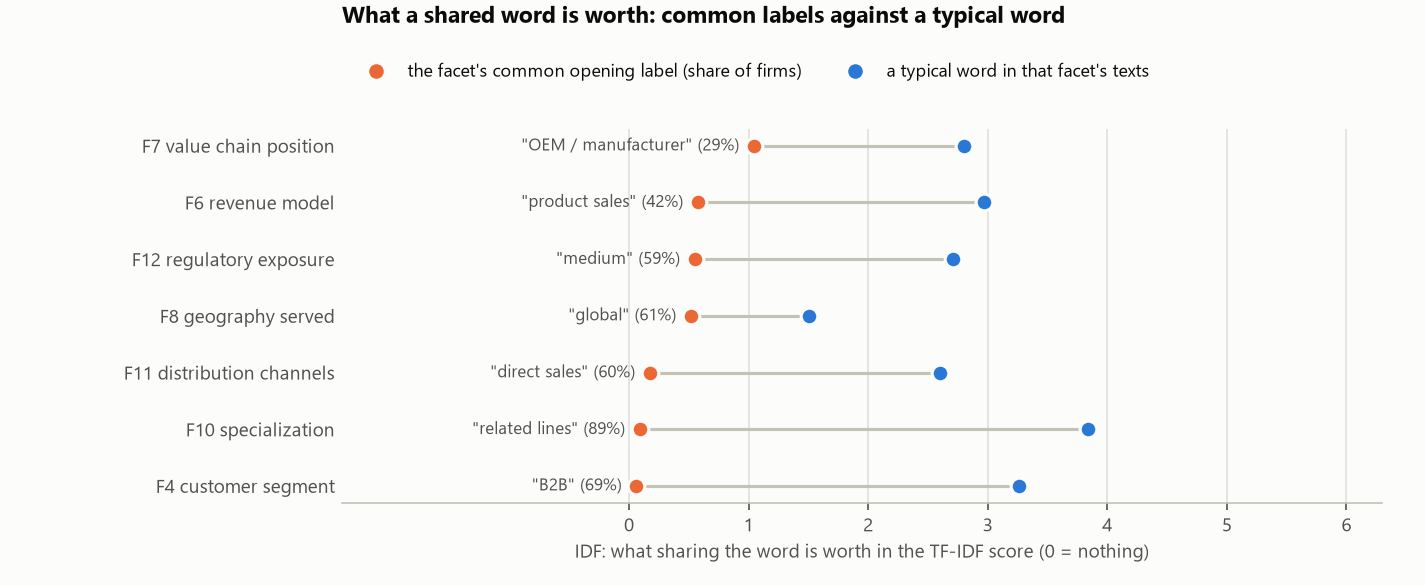 What a shared word is worth: common labels against a typical word
the facet's common opening label (share of firms)
a typical word in that facet's texts
F7 value chain position
"OEM / manufacturer" (29%)
F6 revenue model
"product sales" (42%)
F12 regulatory exposure
"medium" (59%)
F8 geography served
"global" (61%)
F11 distribution channels
"direct sales" (60%)
F10 specialization
"related lines" (89%)
F4 customer segment
"B2B" (69%)
0 1 2 3 4 5 6
IDF: what sharing the word is worth in the TF-IDF score (0 = nothing)